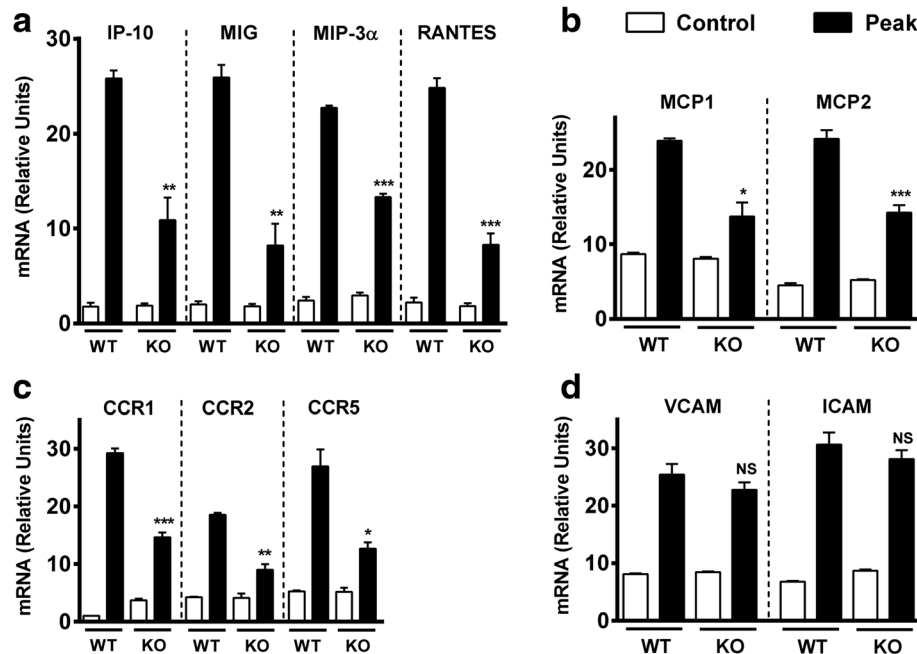 a
IP-10 MIG MIP-3α RANTES
mRNA (Relative Units)
30
20
10
0
** ** *** ***
WT KO WT KO WT KO WT KO
b
Control Peak
MCP1 MCP2
mRNA (Relative Units)
20
10
0
* ***
WT KO WT KO
c
CCR1 CCR2 CCR5
mRNA (Relative Units)
30
20
10
0
*** ** *
WT KO WT KO WT KO
d
VCAM ICAM
mRNA (Relative Units)
30
20
10
0
NS NS
WT KO WT KO